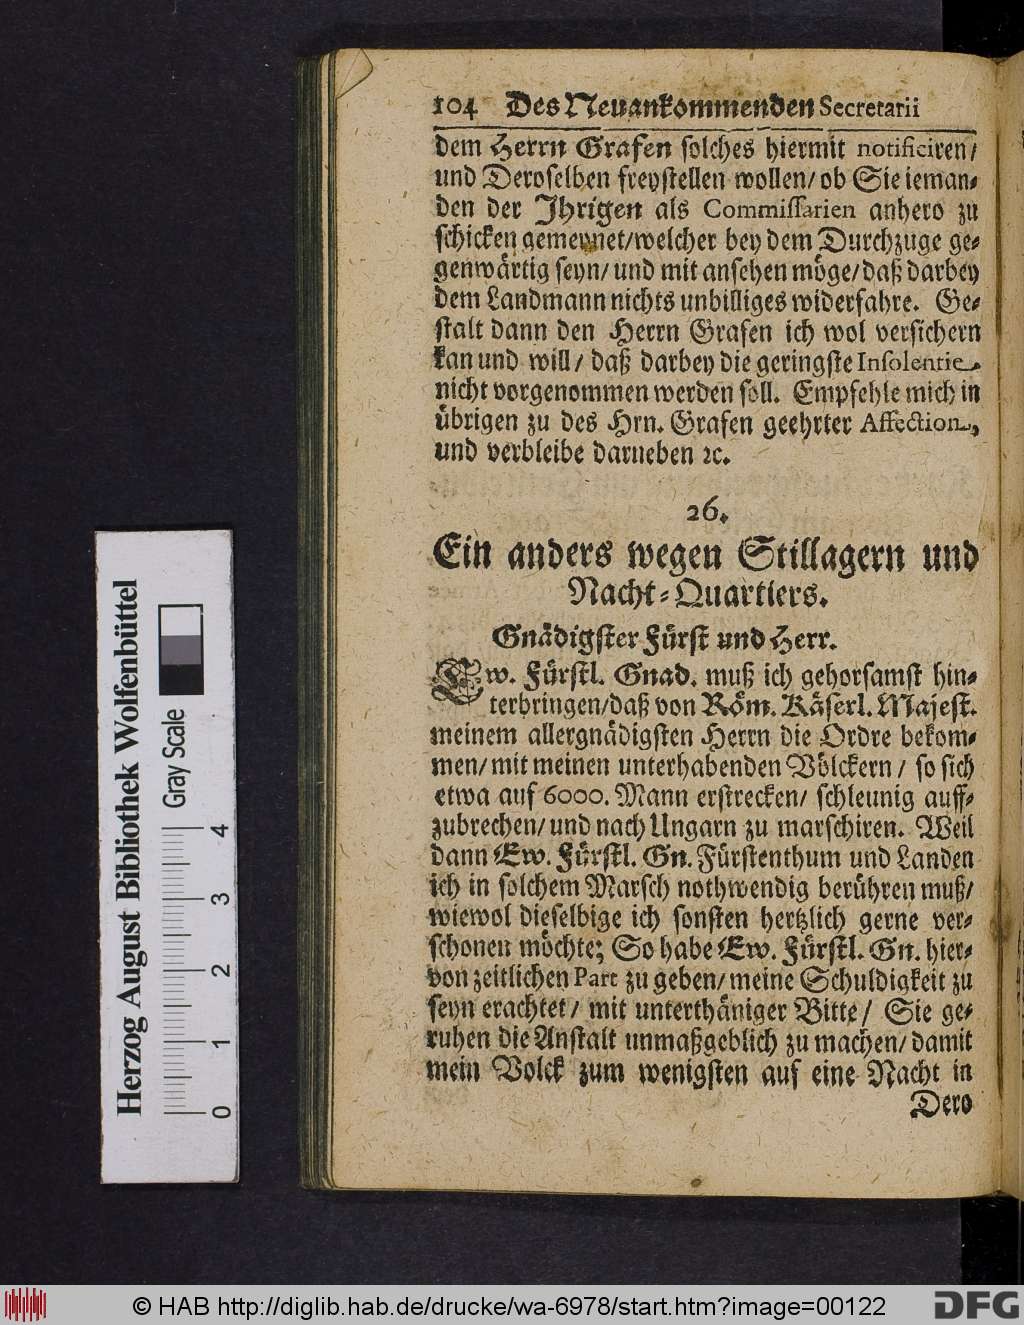 104 Des Neuankommenden Secretarii
dem Herrn Grafen solches hiermit notificiren/
und Deroselben freystellen wollen/ ob Sie ieman-
den der Ihrigen als Commissarien anhero zu
schicken gemeynet/welcher bey dem Durchzuge ge-
genwärtig seyn/ und mit ansehen möge/ daß darbey
dem Landmann nichts unbilliges widerfahre. Ge-
stalt dann den Herrn Grafen ich wol versichern
kan und will/ daß darbey die geringste Insolentie
nicht vorgenommen werden soll. Empfehle mich in
übrigen zu des Hrn. Grafen geehrter Affection,
und verbleibe darneben ꝛc.
26.
Ein anders wegen Stillagern und
Nacht-Quartiers.
Gnädigster Fürst und Herr.
Ew. Fürstl. Gnad. muß ich gehorsamst hin-
terbringen/daß von Röm. Käserl. Majest.
meinem allergnädigsten Herrn die Ordre bekom-
men/ mit meinen unterhabenden Völckern / so sich
etwa auf 6000. Mann erstrecken/ schleunig auff-
zubrechen/ und nach Ungarn zu marschiren. Weil
dann Ew. Fürstl. Gn. Fürstenthum und Landen
ich in solchem Marsch nothwendig berühren muß/
wiewol dieselbige ich sonsten hertzlich gerne ver-
schonen möchte; So habe Ew. Fürstl. Gn. hier-
von zeitlichen Part zu geben/ meine Schuldigkeit zu
seyn erachtet/ mit unterthäniger Bitte/ Sie ge-
ruhen die Anstalt unmaßgeblich zu machen/ damit
mein Volck zum wenigsten auf eine Nacht in
Dero
Herzog August Bibliothek Wolfenbüttel
Gray Scale
0 1 2 3 4
© HAB http://diglib.hab.de/drucke/wa-6978/start.htm?image=00122
DFG